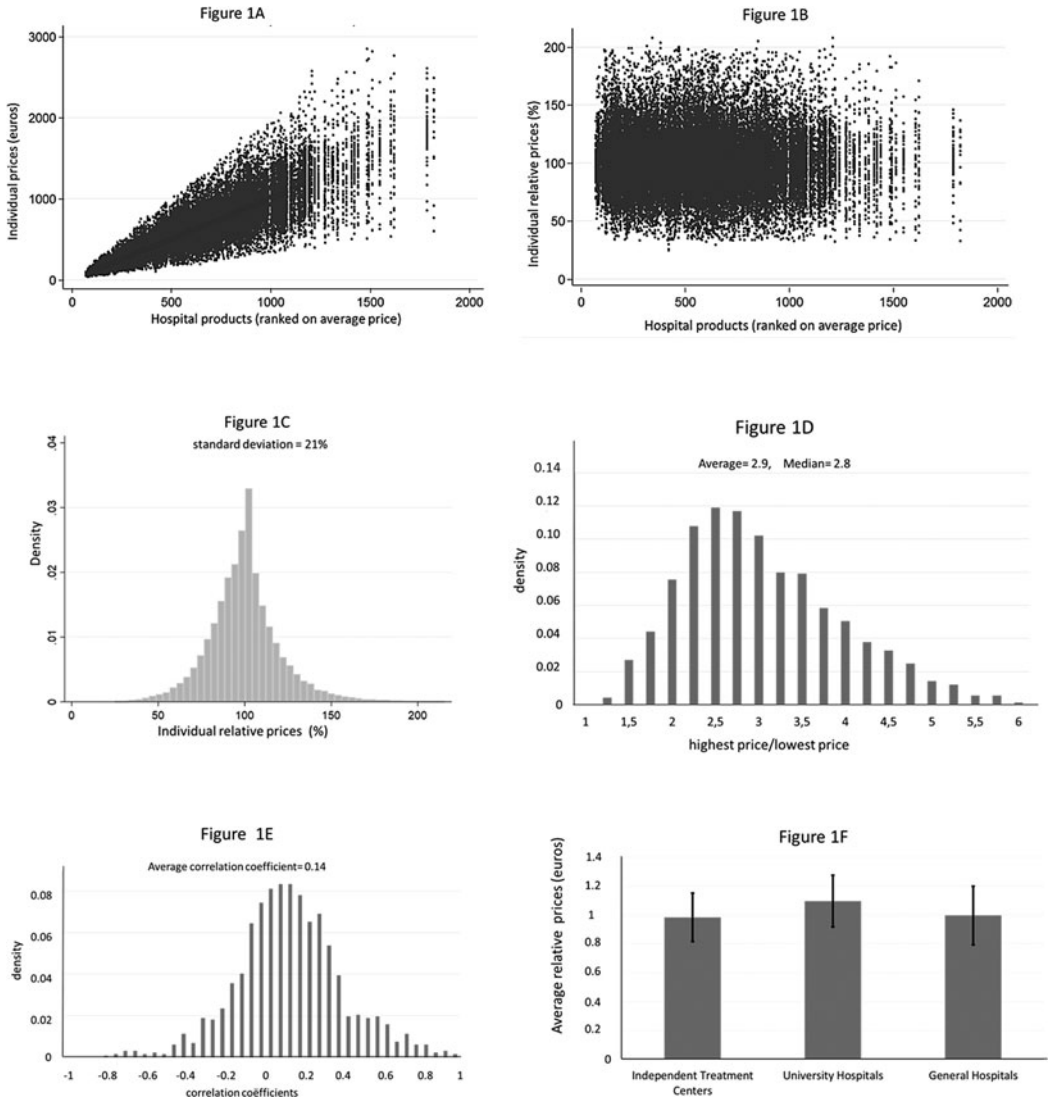 Figure 1A
3000
2000
1000
0
Individual prices (euros)
0 500 1000 1500 2000
Hospital products (ranked on average price)
Figure 1B
200
150
100
50
0
Individual relative prices (%)
0 500 1000 1500 2000
Hospital products (ranked on average price)
Figure 1C
standard deviation = 21%
.04
.03
.02
.01
0
Density
0 50 100 150 200
Individual relative prices (%)
Figure 1D
Average= 2.9, Median= 2.8
0.14
0.12
0.10
0.08
0.06
0.04
0.02
0
density
1 1,5 2 2,5 3 3,5 4 4,5 5 5,5 6
highest price/lowest price
Figure 1E
Average correlation coefficient= 0.14
0.08
0.06
0.04
0.02
0
density
-1 -0.8 -0.6 -0.4 -0.2 0 0.2 0.4 0.6 0.8 1
correlation coëfficients
Figure 1F
1.4
1.2
1
0.8
0.6
0.4
0.2
0
Average relative prices (euros)
Independent Treatment
Centers
University Hospitals
General Hospitals